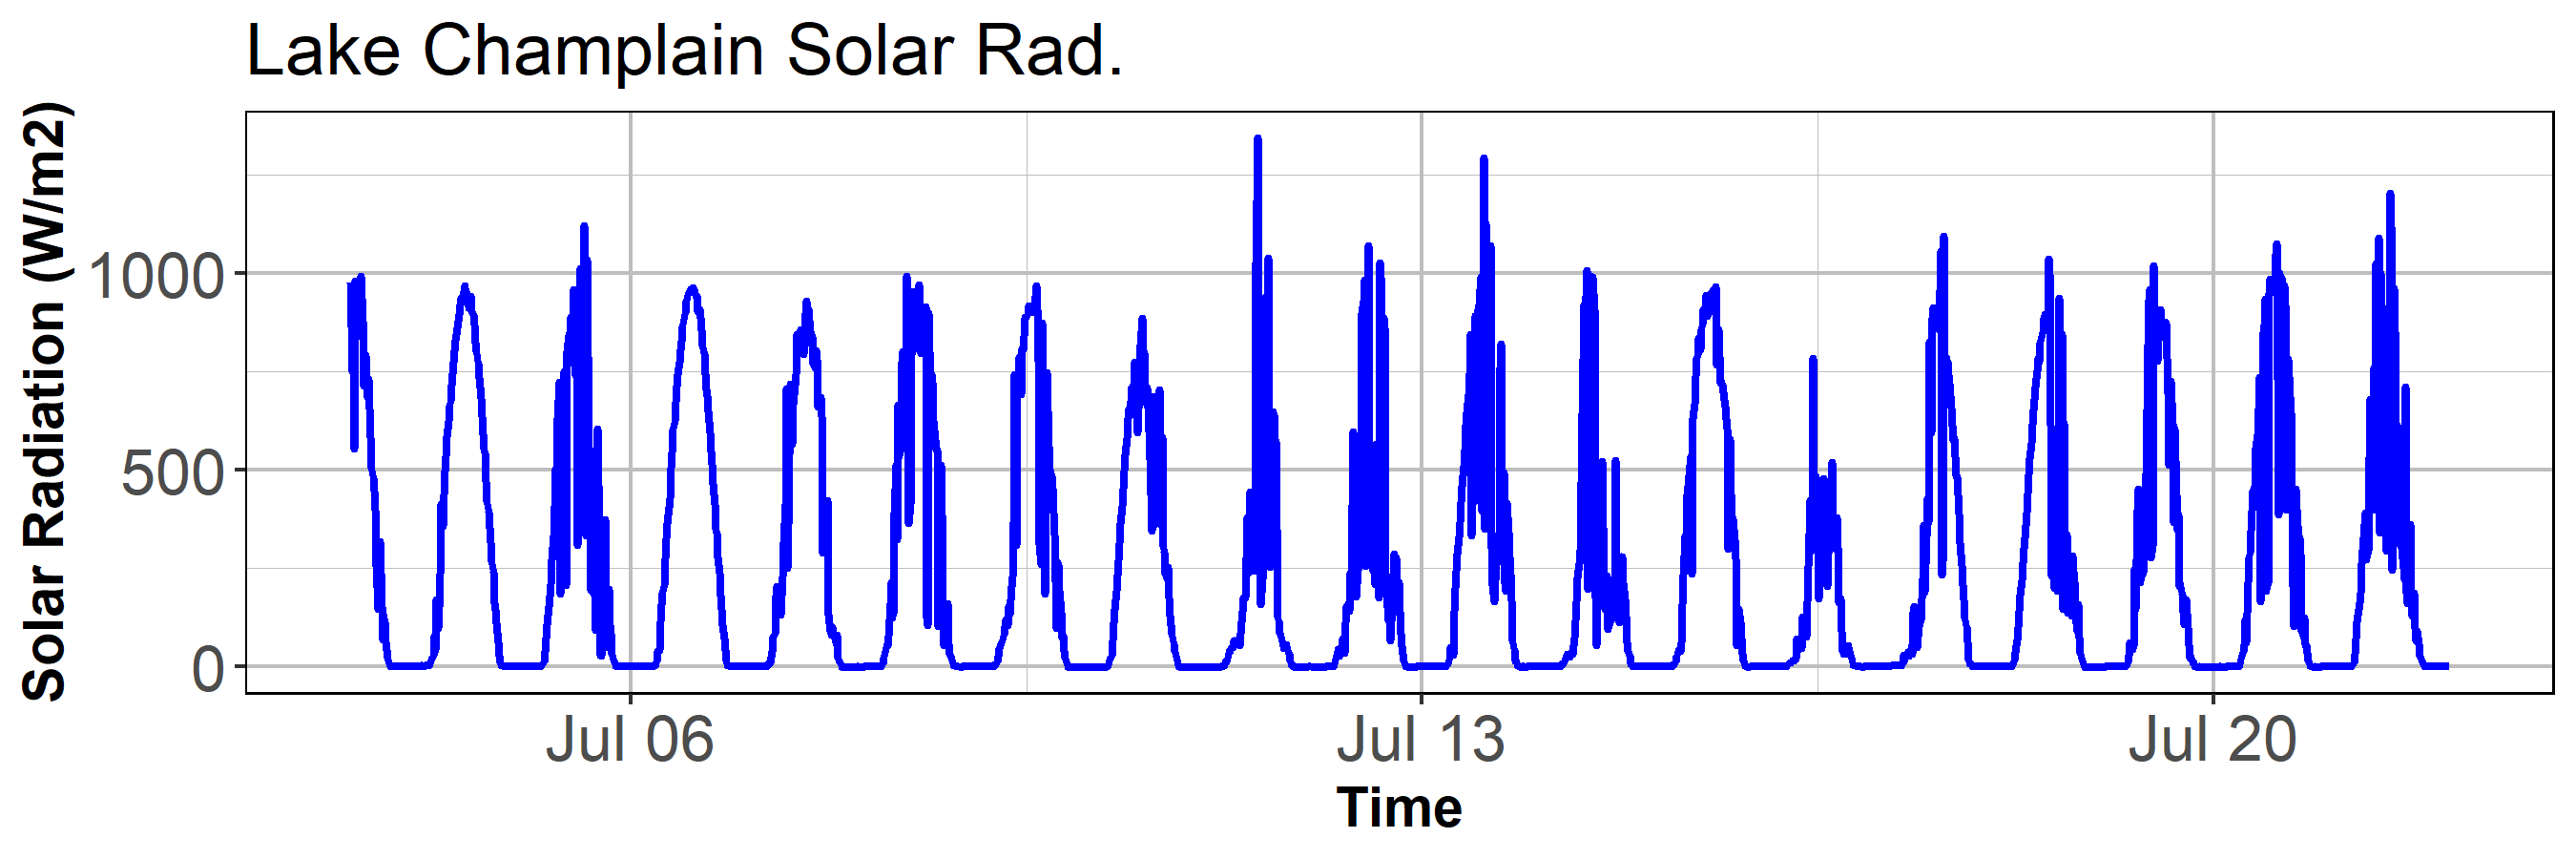 Lake Champlain Solar Rad.
Solar Radiation (W/m2)
1000
500
0
Jul 06
Jul 13
Jul 20
Time